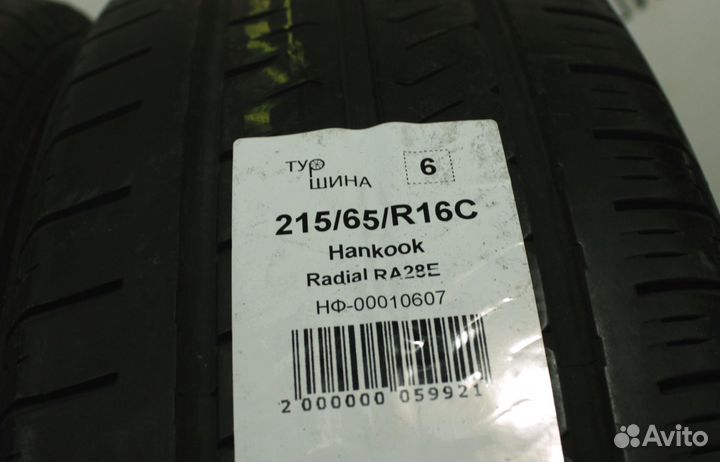 ТУР ШИНА
6
215/65/R16C
Hankook
Radial RA28E
НФ-00010607
2 000000 059921
Avito